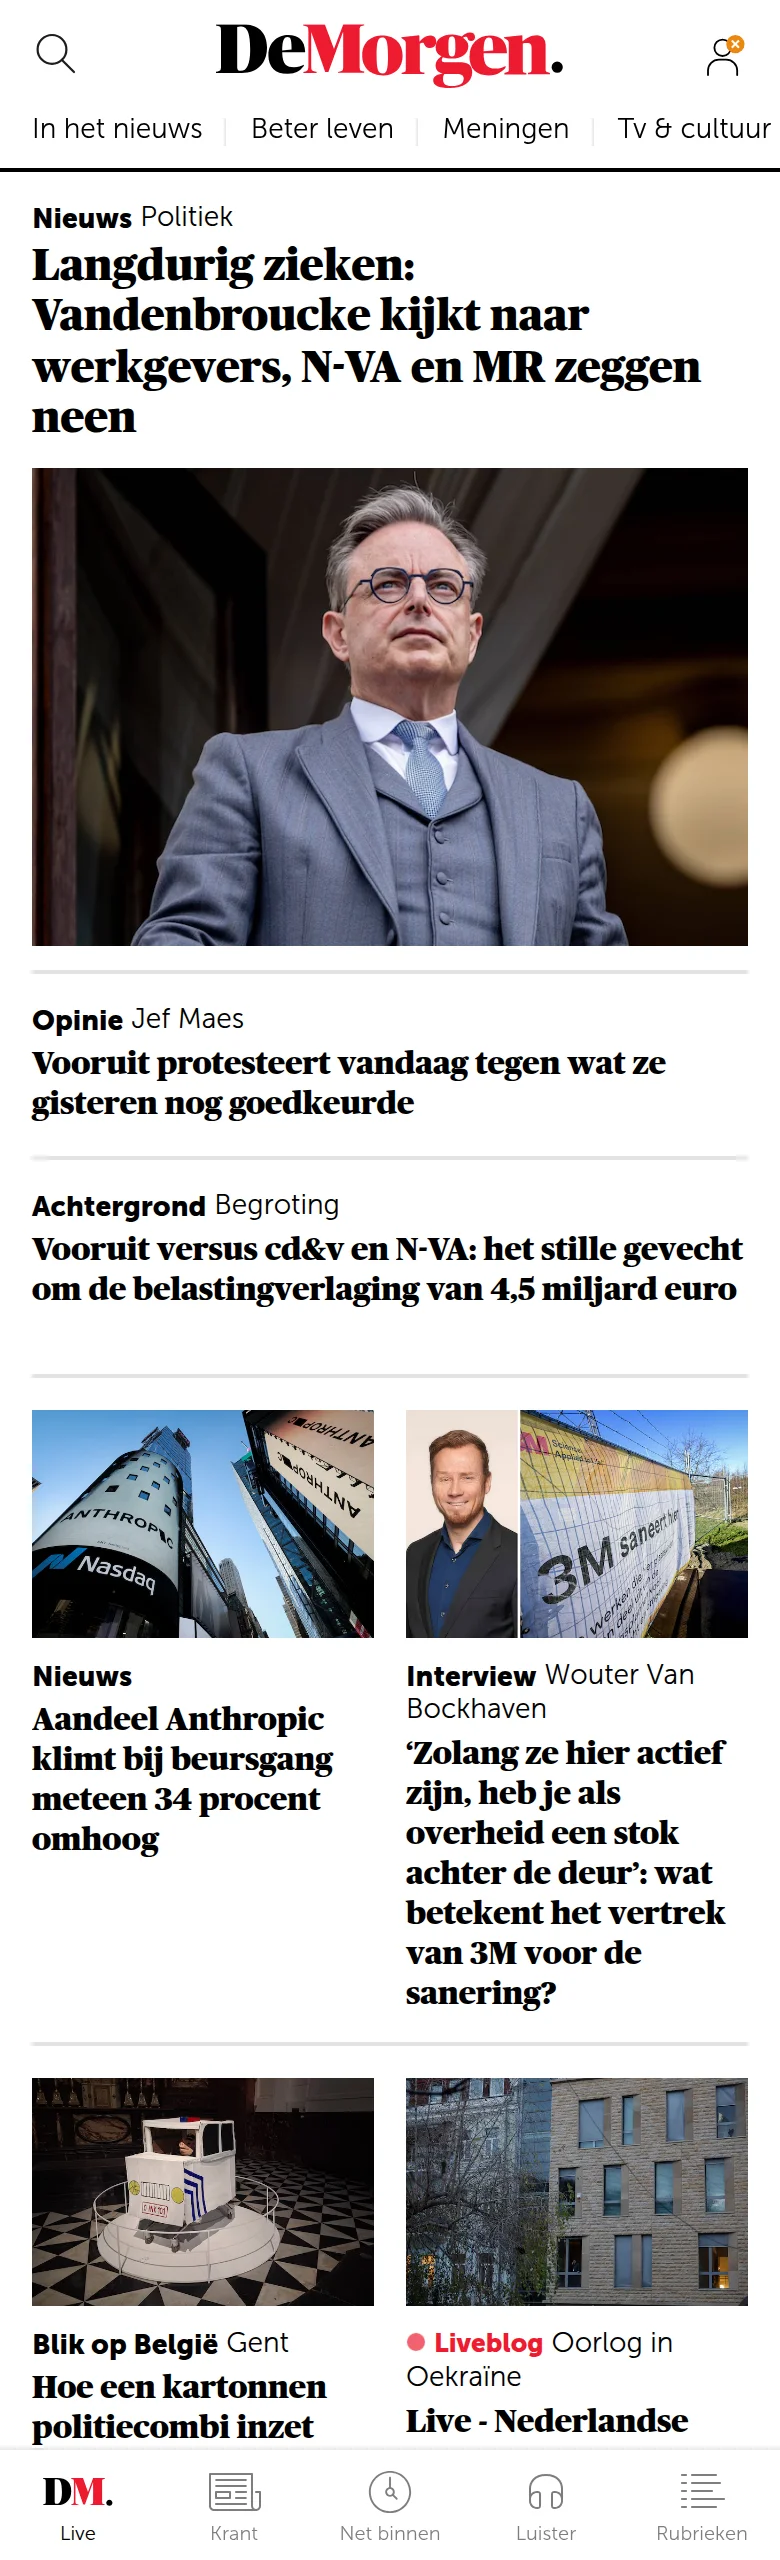 DeMorgen.
In het nieuws
Beter leven
Meningen
Tv & cultuur
Nieuws Politiek
Langdurig zieken:
Vandenbroucke kijkt naar
werkgevers, N-VA en MR zeggen
neen
Opinie Jef Maes
Vooruit protesteert vandaag tegen wat ze
gisteren nog goedkeurde
Achtergrond Begroting
Vooruit versus cd&v en N-VA: het stille gevecht
om de belastingverlaging van 4,5 miljard euro
ANTHROP\C
Nasdaq
ANTHROP\C
ANTHROP\C
3M saneert hier
Nieuws
Aandeel Anthropic
klimt bij beursgang
meteen 34 procent
omhoog
Interview Wouter Van
Bockhaven
‘Zolang ze hier actief
zijn, heb je als
overheid een stok
achter de deur’: wat
betekent het vertrek
van 3M voor de
sanering?
Blik op België Gent
Hoe een kartonnen
politiecombi inzet
Liveblog Oorlog in
Oekraïne
Live - Nederlandse
DM.
Live
Krant
Net binnen
Luister
Rubrieken